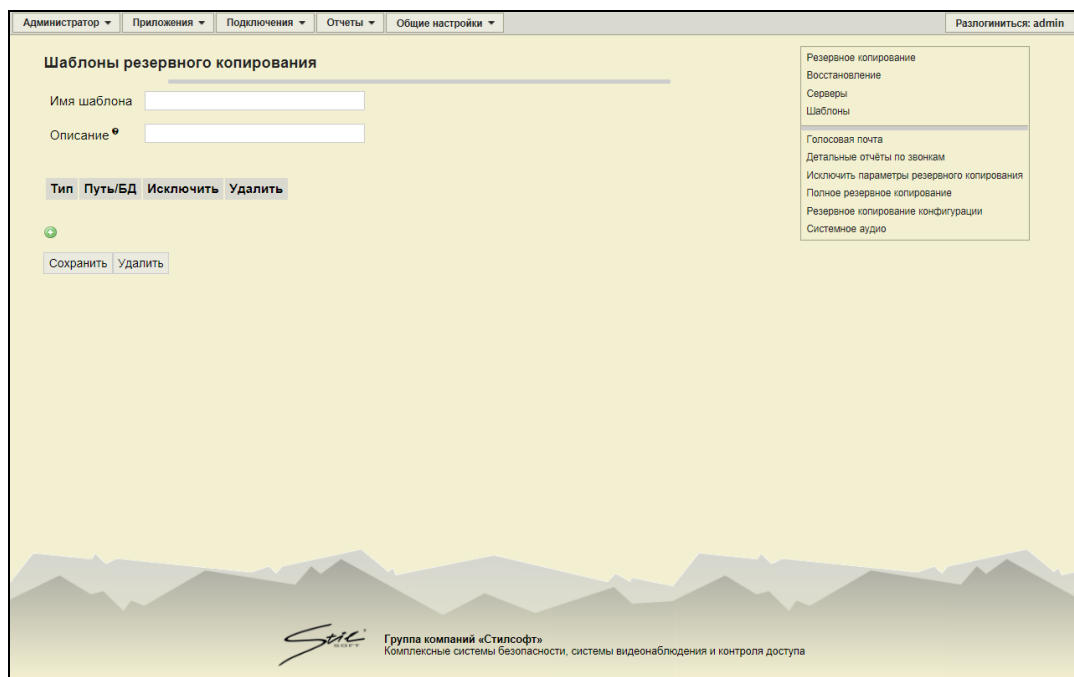 Администратор Приложения Подключения Отчеты Общие настройки Разлогиниться: admin
Шаблоны резервного копирования
Имя шаблона
Описание
Тип Путь/БД Исключить Удалить
Сохранить Удалить
Резервное копирование
Восстановление
Серверы
Шаблоны
Голосовая почта
Детальные отчёты по звонкам
Исключить параметры резервного копирования
Полное резервное копирование
Резервное копирование конфигурации
Системное аудио
Stil SOFT
Группа компаний «Стилсофт»
Комплексные системы безопасности, системы видеонаблюдения и контроля доступа